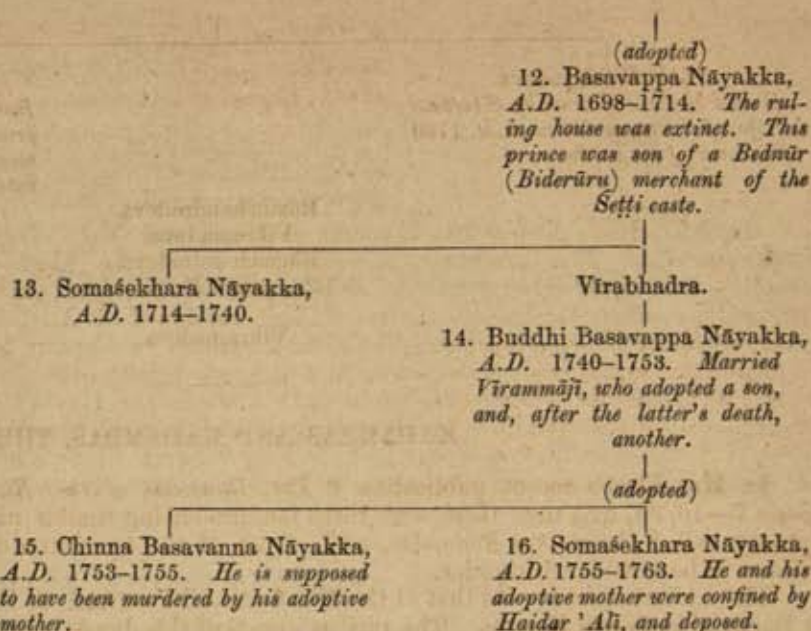 (adopted)
12. Basavappa Nāyakka,
A.D. 1698–1714. The rul-
ing house was extinct. This
prince was son of a Bednūr
(Biderūru) merchant of the
Seṭṭi caste.
13. Somaśekhara Nāyakka,
A.D. 1714–1740.
Vīrabhadra.
14. Buddhi Basavappa Nāyakka,
A.D. 1740–1753. Married
Vīrammājī, who adopted a son,
and, after the latter's death,
another.
(adopted)
15. Chinna Basavanna Nāyakka,
A.D. 1753–1755. He is supposed
to have been murdered by his adoptive
mother.
16. Somaśekhara Nāyakka,
A.D. 1755–1763. He and his
adoptive mother were confined by
Haidar 'Alī, and deposed.